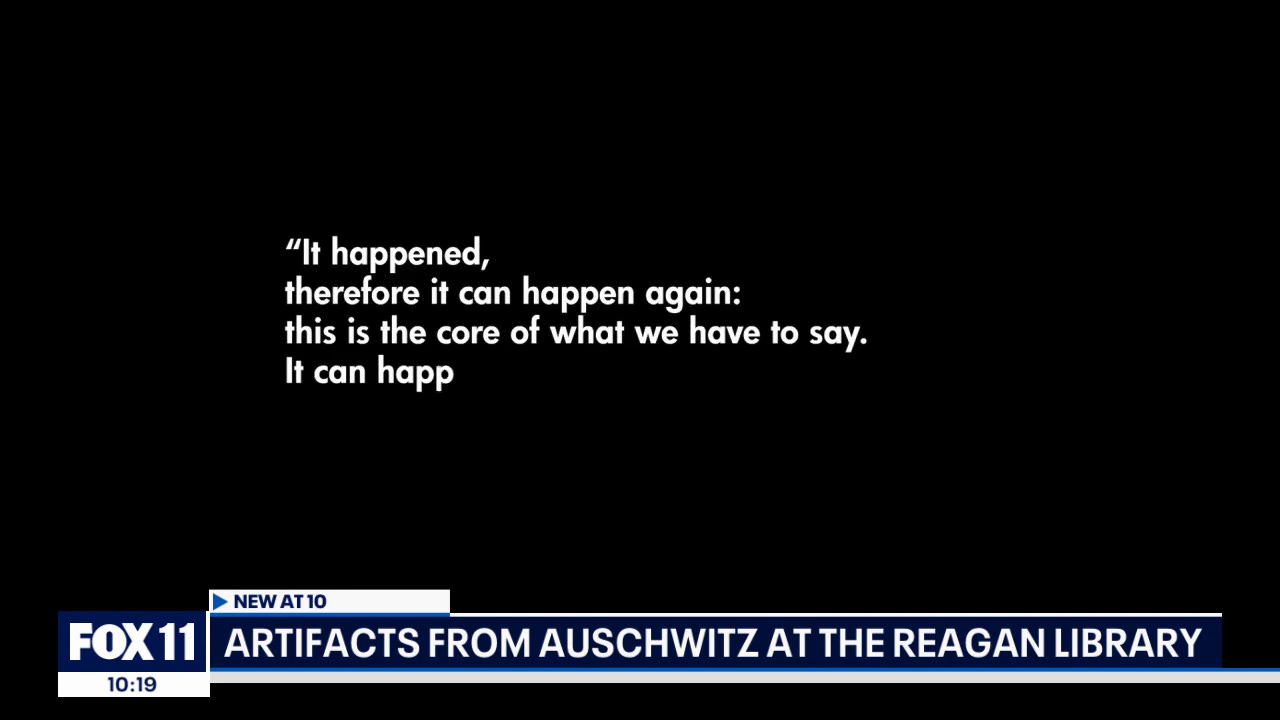 “It happened,
therefore it can happen again:
this is the core of what we have to say.
It can happ
NEW AT 10
FOX 11
ARTIFACTS FROM AUSCHWITZ AT THE REAGAN LIBRARY
10:19